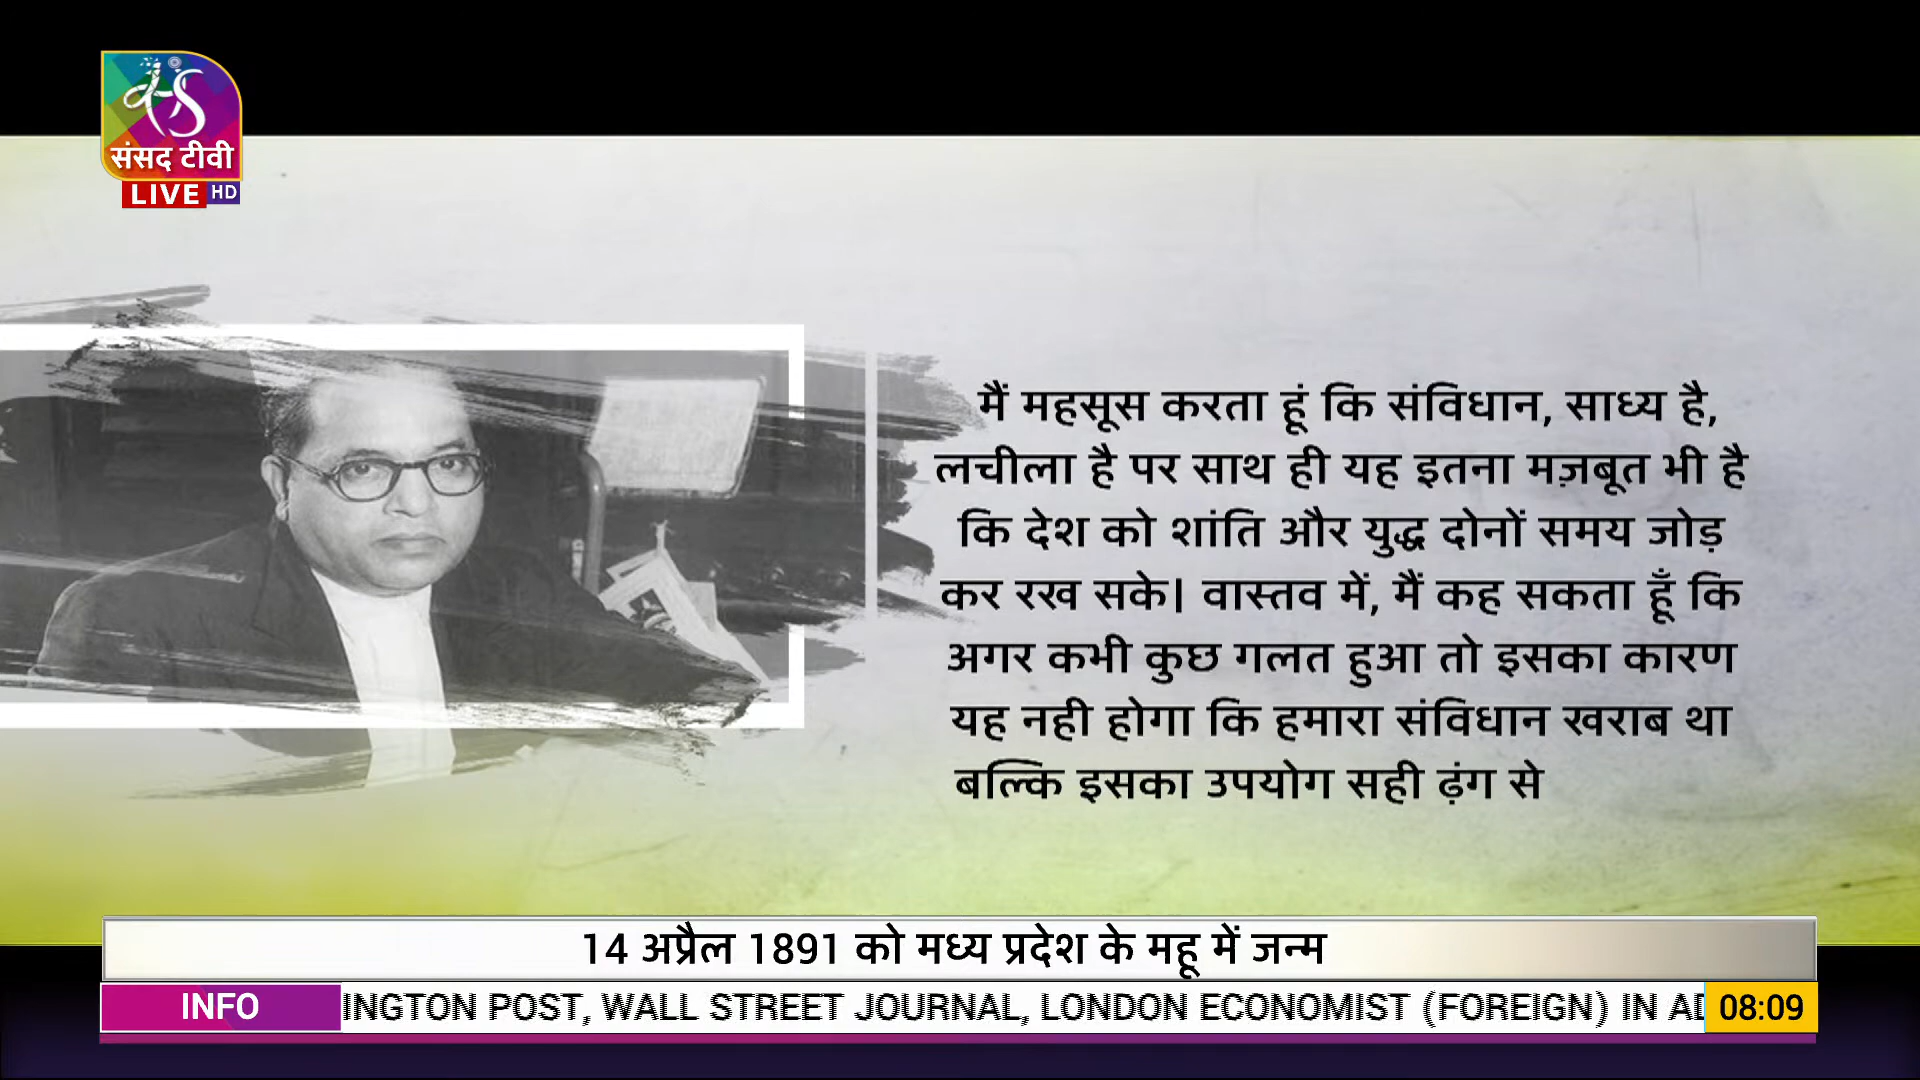 संसद टीवी
LIVE HD
मैं महसूस करता हूं कि संविधान, साध्य है,
लचीला है पर साथ ही यह इतना मज़बूत भी है
कि देश को शांति और युद्ध दोनों समय जोड़
कर रख सके। वास्तव में, मैं कह सकता हूँ कि
अगर कभी कुछ गलत हुआ तो इसका कारण
यह नही होगा कि हमारा संविधान खराब था
बल्कि इसका उपयोग सही ढ़ंग से
14 अप्रैल 1891 को मध्य प्रदेश के महू में जन्म
INFO INGTON POST, WALL STREET JOURNAL, LONDON ECONOMIST (FOREIGN) IN AD 08:09